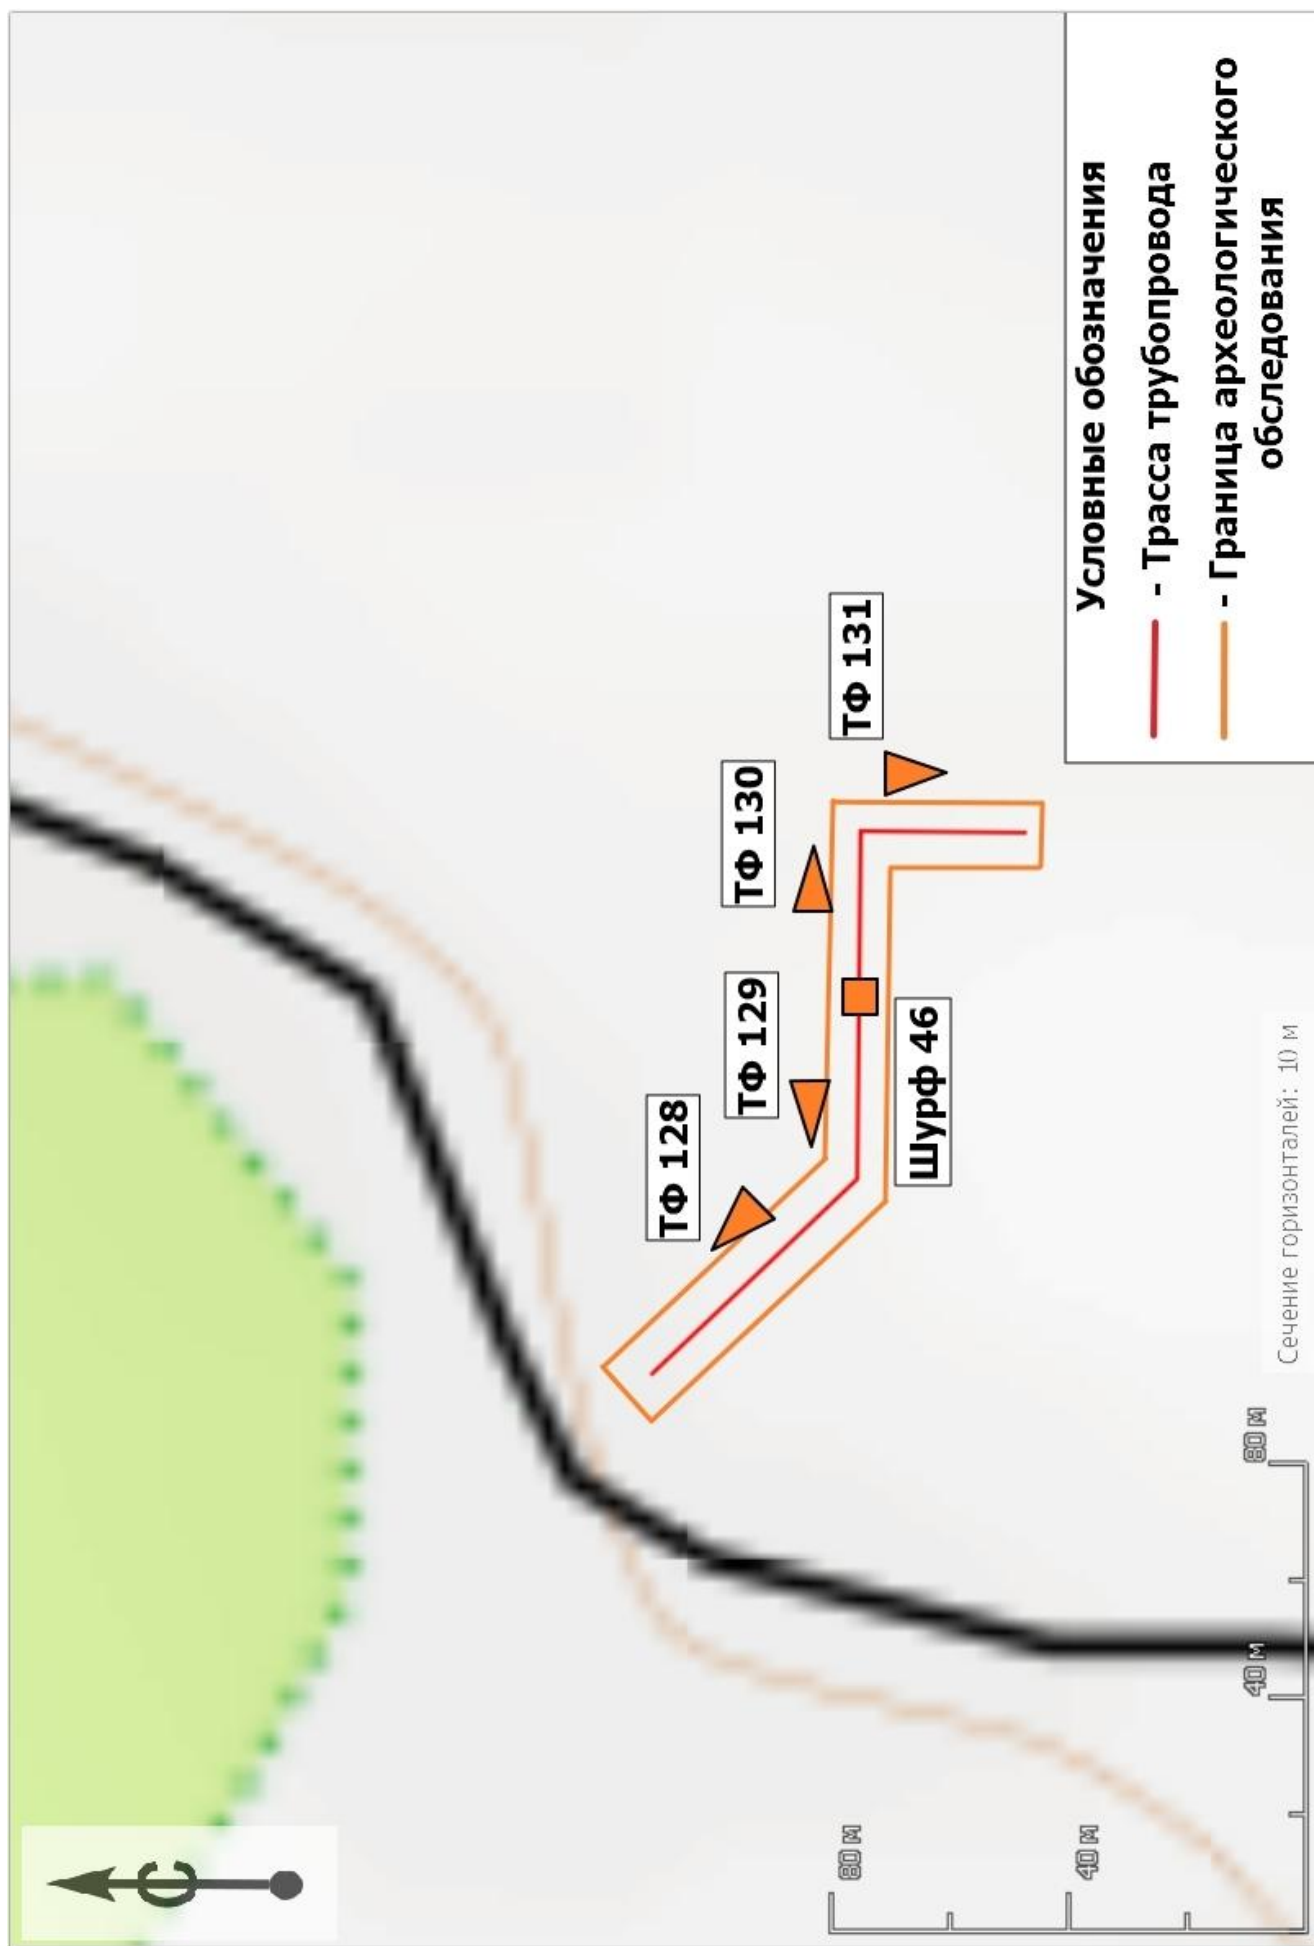 С
ТФ 128
ТФ 129
ТФ 130
ТФ 131
Шурф 46
80 м
40 м
40 м
80 м
Сечение горизонталей: 10 м
Условные обозначения
- Трасса трубопровода
- Граница археологического
обследования